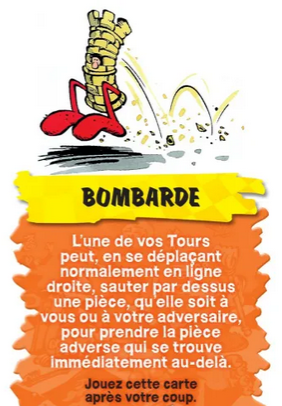 BOMBARDE
L'une de vos Tours
peut, en se déplaçant
normalement en ligne
droite, sauter par dessus
une pièce, qu'elle soit à
vous ou à votre adversaire,
pour prendre la pièce
adverse qui se trouve
immédiatement au-delà.
Jouez cette carte
après votre coup.